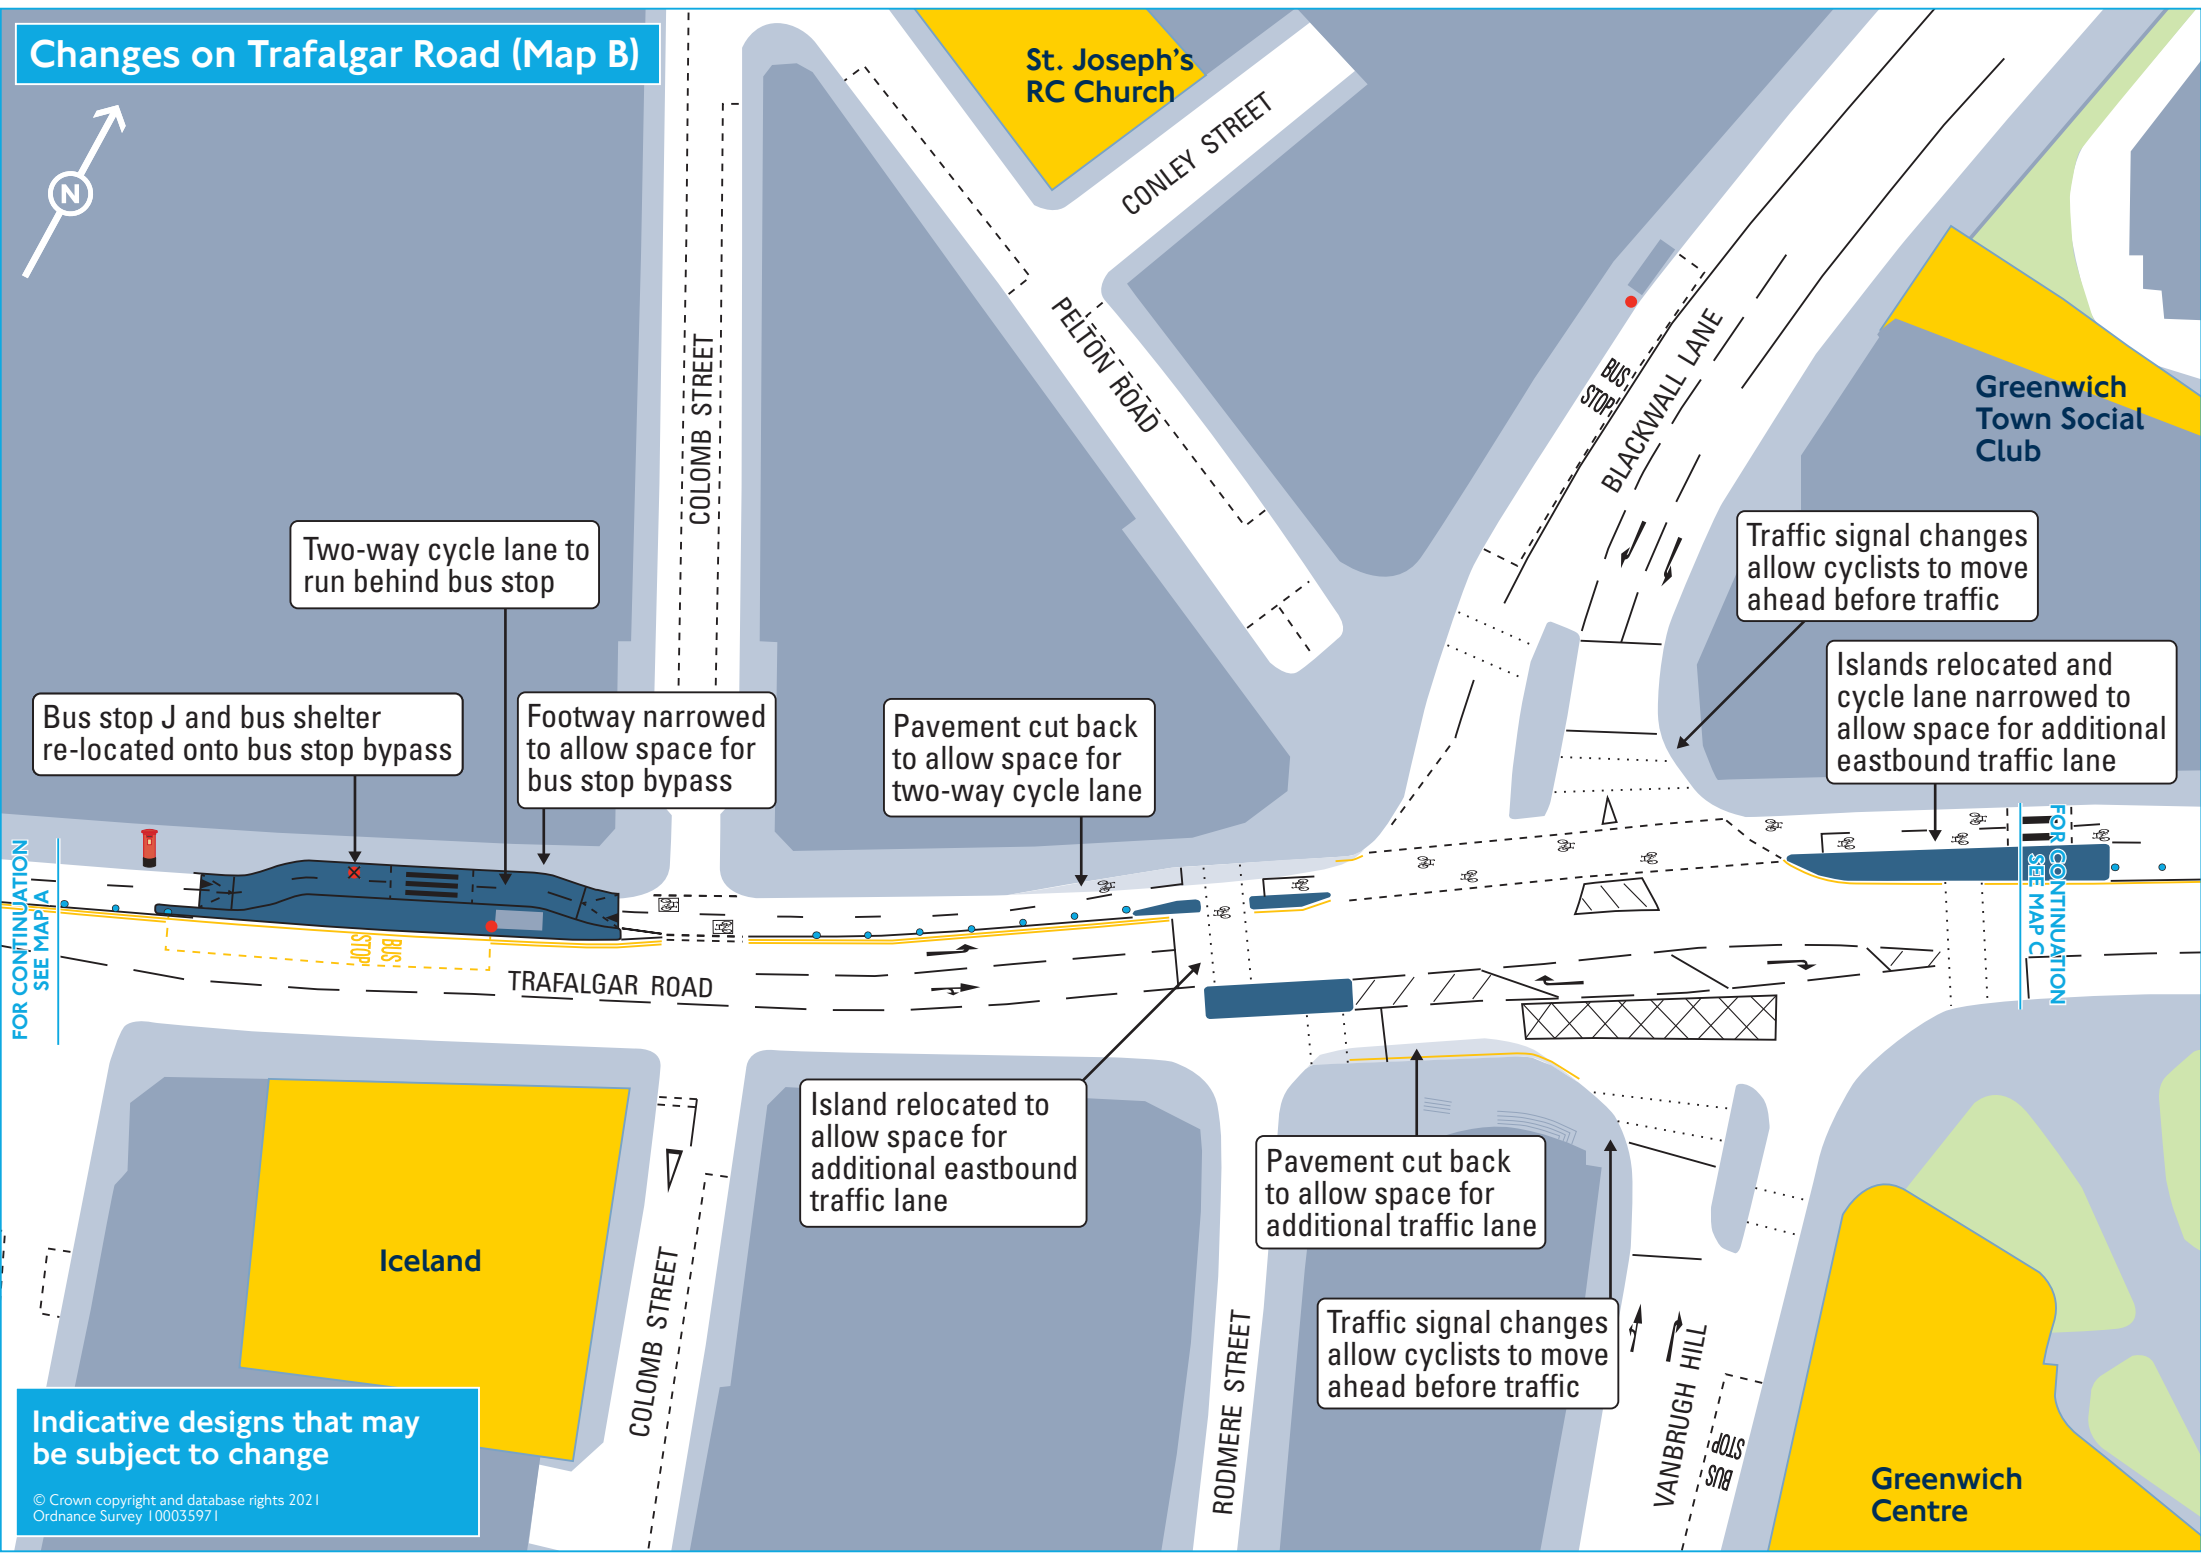 Changes on Trafalgar Road (Map B)
N
St. Joseph's
RC Church
CONLEY STREET
PELTON ROAD
COLOMB STREET
BUS
STOP
BLACKWALL LANE
Greenwich
Town Social
Club
Two-way cycle lane to
run behind bus stop
Traffic signal changes
allow cyclists to move
ahead before traffic
Bus stop J and bus shelter
re-located onto bus stop bypass
Footway narrowed
to allow space for
bus stop bypass
Pavement cut back
to allow space for
two-way cycle lane
Islands relocated and
cycle lane narrowed to
allow space for additional
eastbound traffic lane
FOR CONTINUATION
SEE MAP A
BUS
STOP
TRAFALGAR ROAD
FOR CONTINUATION
SEE MAP C
Island relocated to
allow space for
additional eastbound
traffic lane
Pavement cut back
to allow space for
additional traffic lane
Traffic signal changes
allow cyclists to move
ahead before traffic
Iceland
COLOMB STREET
RODMERE STREET
VANBRUGH HILL
BUS
STOP
Greenwich
Centre
Indicative designs that may
be subject to change
© Crown copyright and database rights 2021
Ordnance Survey 100035971